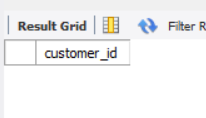 Result Grid Filter R
customer_id